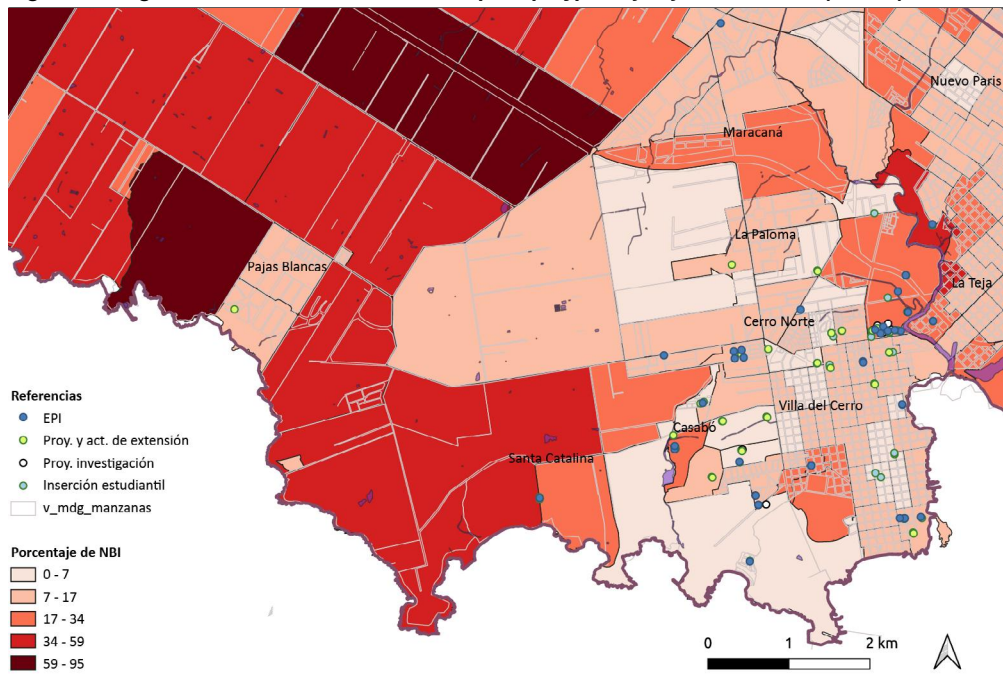 Nuevo Paris
Maracaná
La Paloma
Pajas Blancas
La Teja
Cerro Norte
Villa del Cerro
Casabó
Santa Catalina
Referencias
EPI
Proy. y act. de extensión
Proy. investigación
Inserción estudiantil
v_mdg_manzanas
Porcentaje de NBI
0 - 7
7 - 17
17 - 34
34 - 59
59 - 95
0 1 2 km